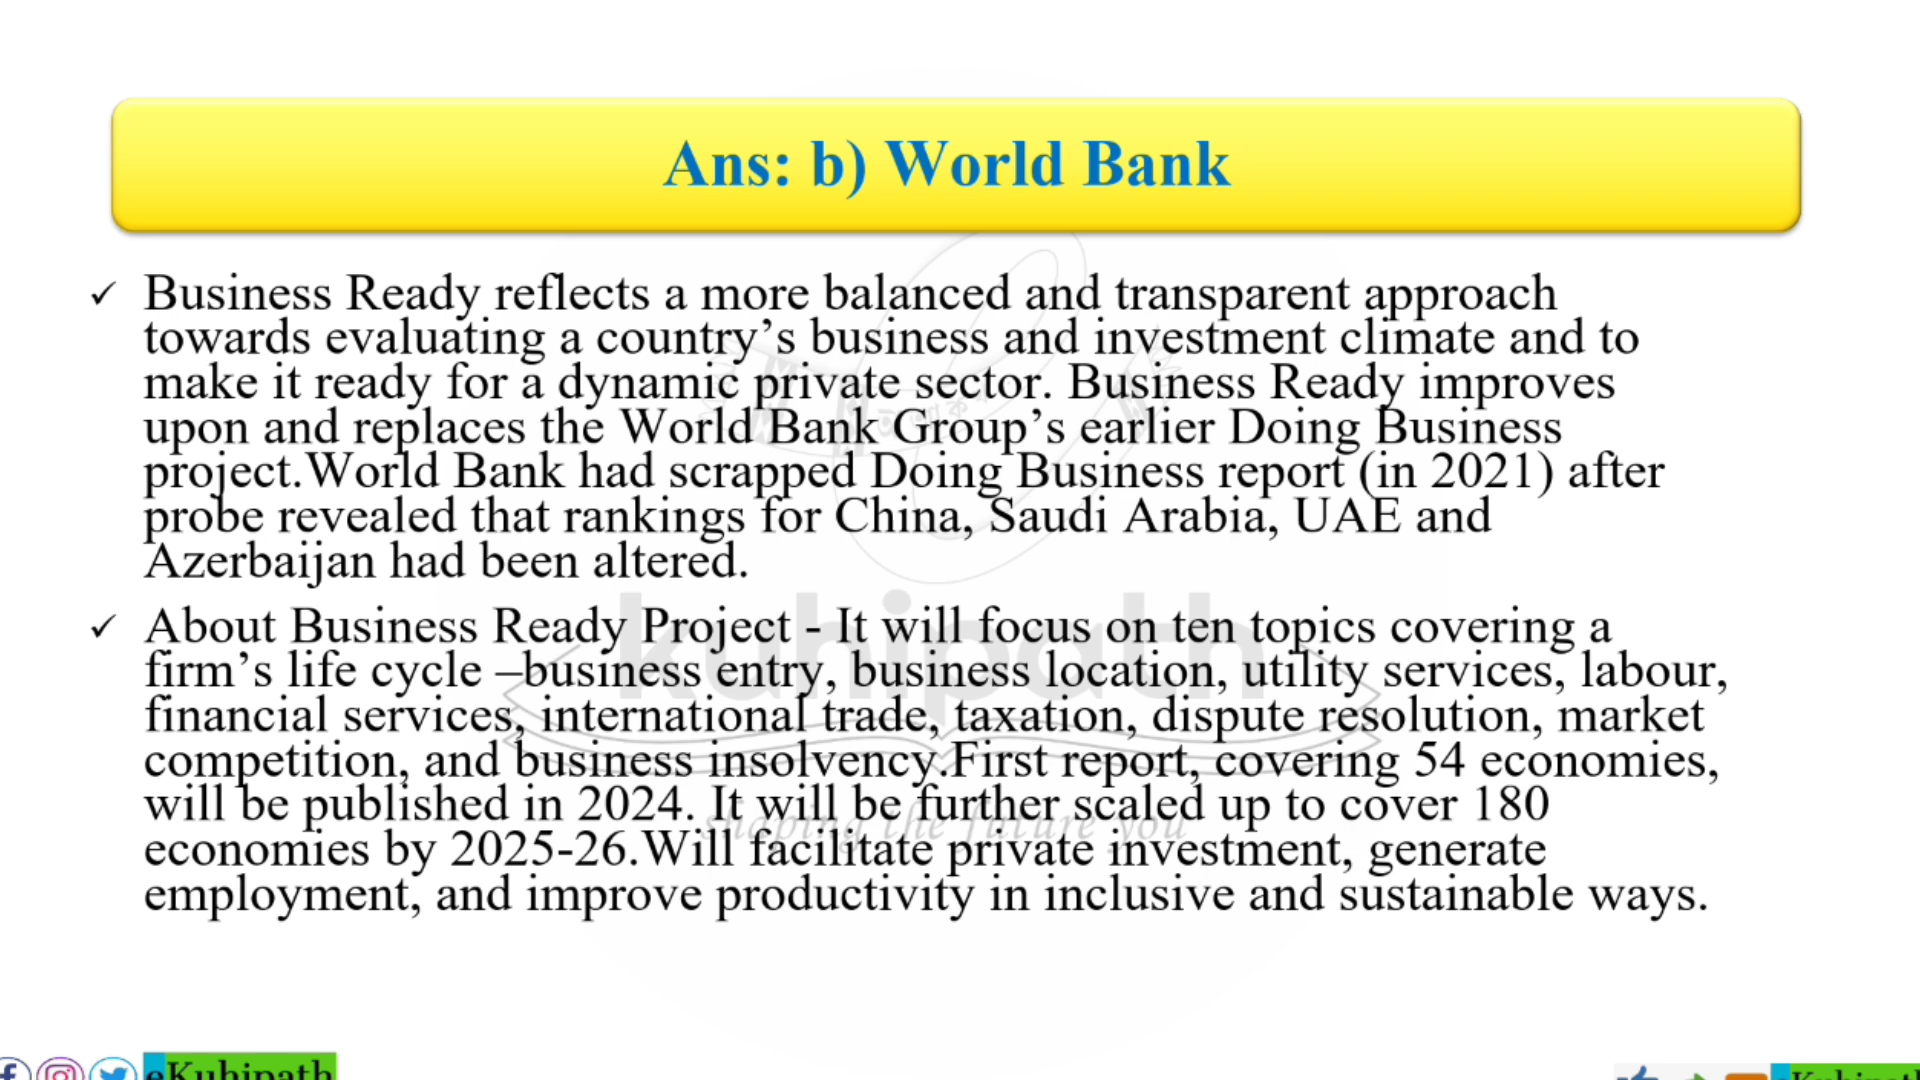 Ans: b) World Bank
✓ Business Ready reflects a more balanced and transparent approach
towards evaluating a country’s business and investment climate and to
make it ready for a dynamic private sector. Business Ready improves
upon and replaces the World Bank Group’s earlier Doing Business
project.World Bank had scrapped Doing Business report (in 2021) after
probe revealed that rankings for China, Saudi Arabia, UAE and
Azerbaijan had been altered.
✓ About Business Ready Project - It will focus on ten topics covering a
firm’s life cycle –business entry, business location, utility services, labour,
financial services, international trade, taxation, dispute resolution, market
competition, and business insolvency.First report, covering 54 economies,
will be published in 2024. It will be further scaled up to cover 180
economies by 2025-26.Will facilitate private investment, generate
employment, and improve productivity in inclusive and sustainable ways.
kuhipath
shaping the future you
eKuhipath